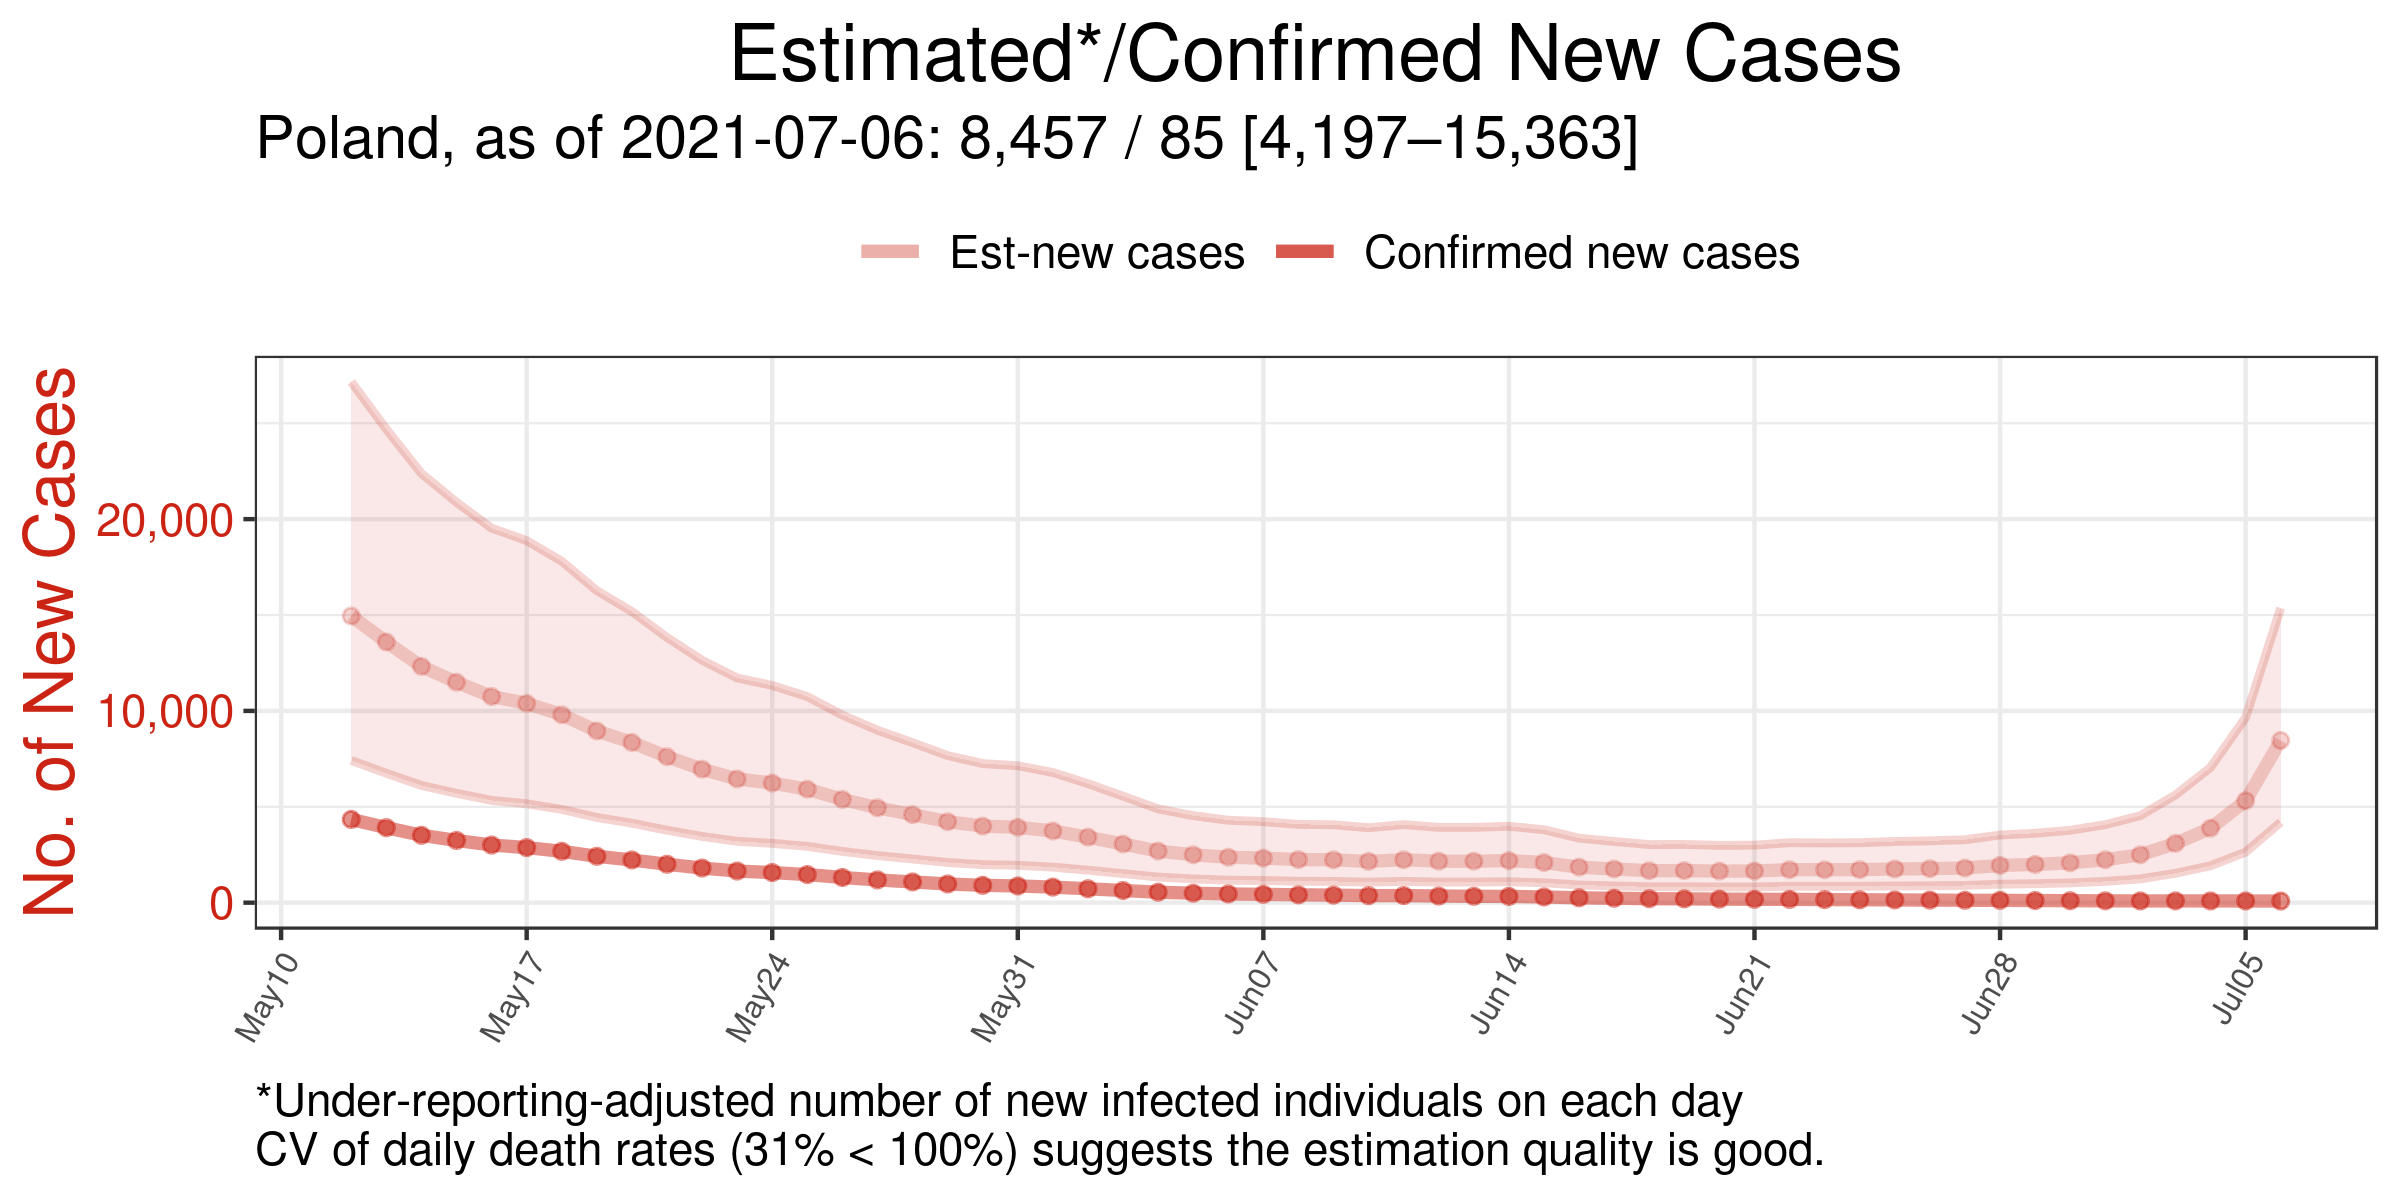 Estimated*/Confirmed New Cases
Poland, as of 2021-07-06: 8,457 / 85 [4,197–15,363]
Est-new cases
Confirmed new cases
No. of New Cases
20,000
10,000
0
May10
May17
May24
May31
Jun07
Jun14
Jun21
Jun28
Jul05
*Under-reporting-adjusted number of new infected individuals on each day
CV of daily death rates (31% < 100%) suggests the estimation quality is good.